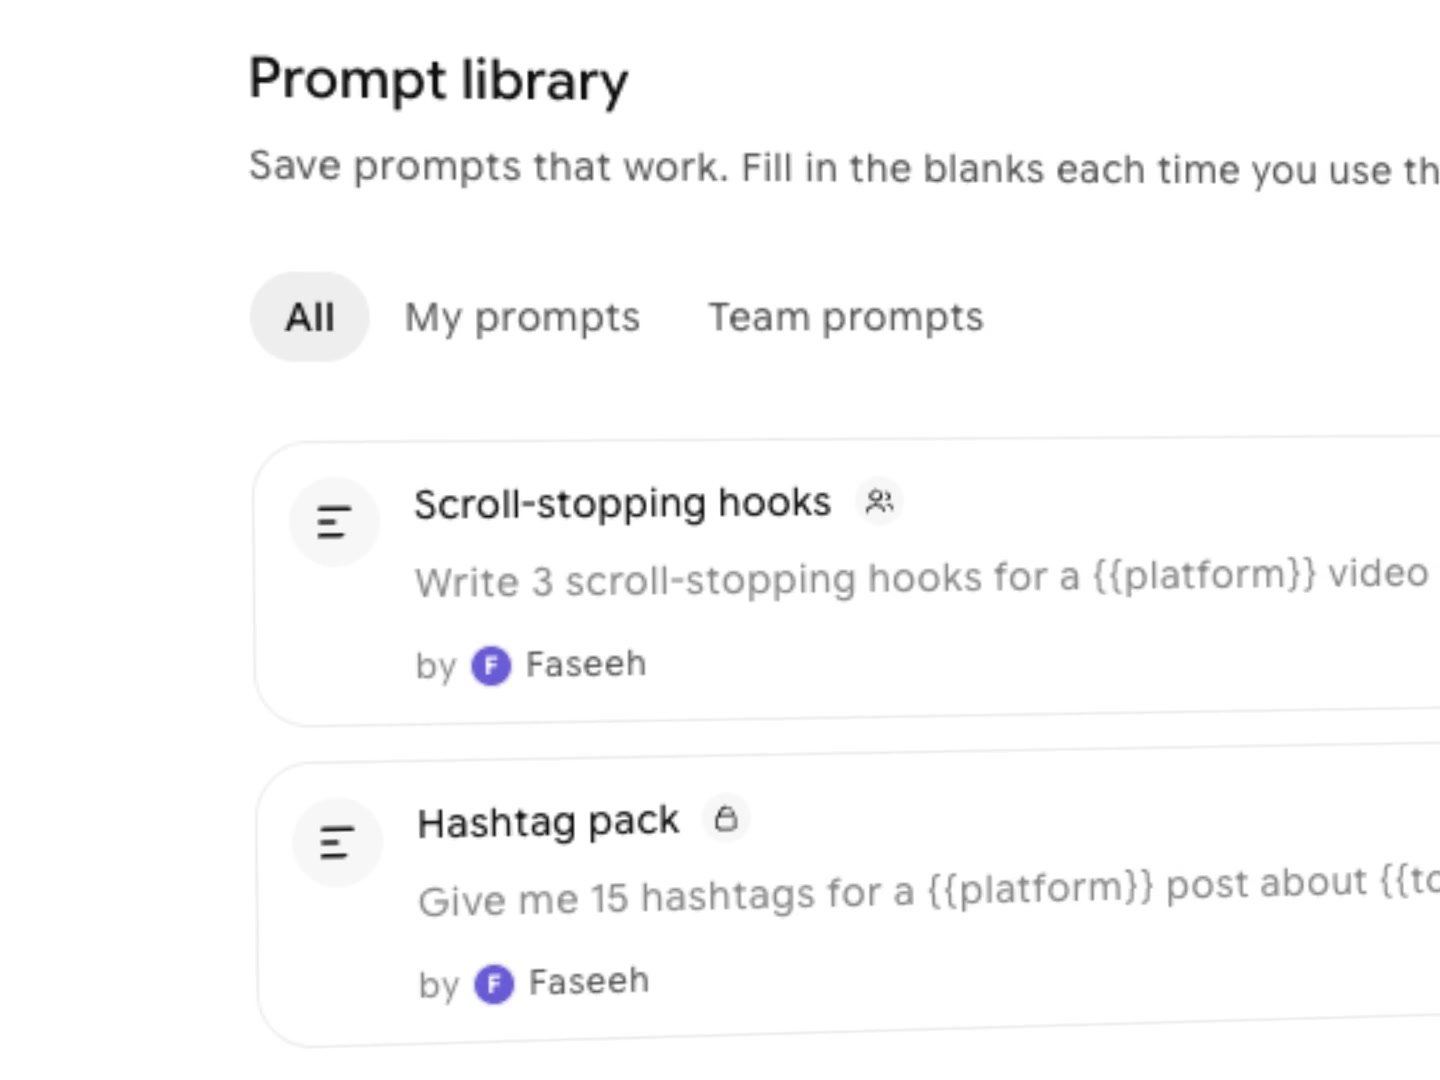 Prompt library
Save prompts that work. Fill in the blanks each time you use
All My prompts Team prompts
Scroll-stopping hooks
Write 3 scroll-stopping hooks for a {{platform}} video
by F Faseeh
Hashtag pack
Give me 15 hashtags for a {{platform}} post about
by F Faseeh